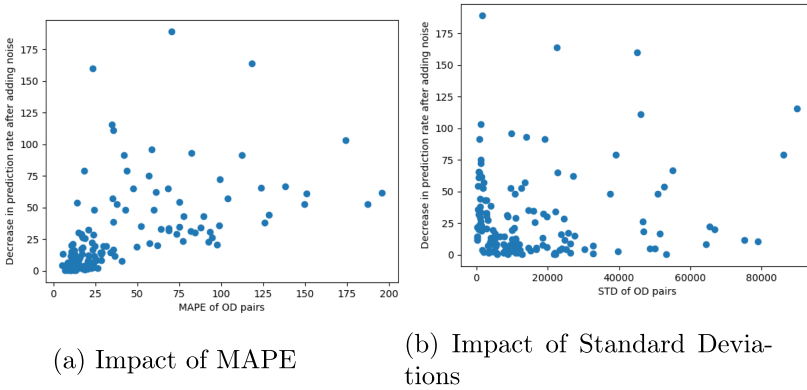 Decrease in prediction rate after adding noise
175
150
125
100
75
50
25
0
0 25 50 75 100 125 150 175 200
MAPE of OD pairs
(a) Impact of MAPE
Decrease in prediction rate after adding noise
175
150
125
100
75
50
25
0
0 20000 40000 60000 80000
STD of OD pairs
(b) Impact of Standard Devia-
tions